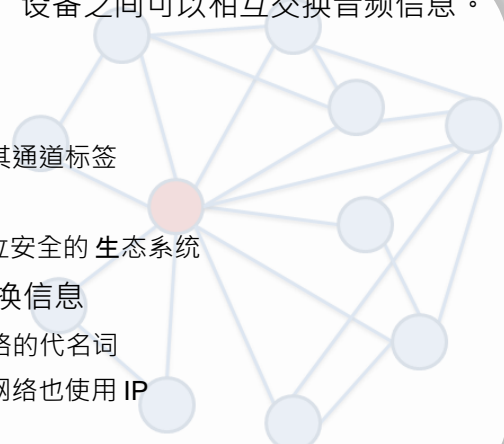 设备之间可以相互交换音频信息。
其通道标签
立安全的 生态系统
换信息
络的代名词
网络也使用 IP